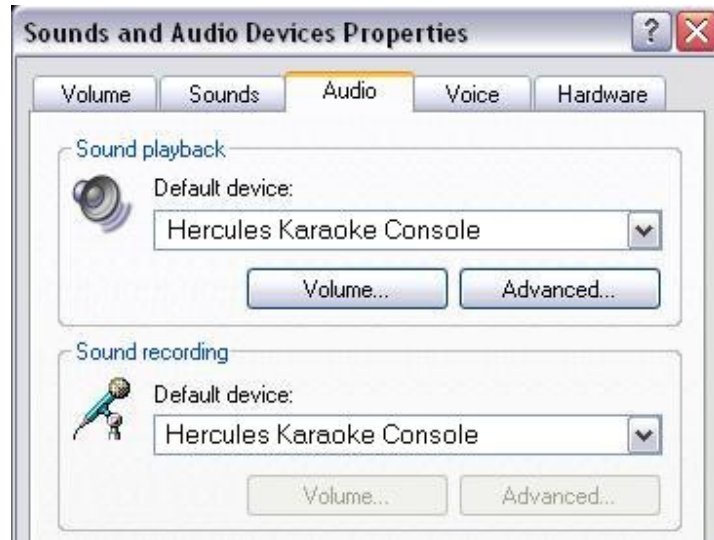 Sounds and Audio Devices Properties
Volume Sounds Audio Voice Hardware
Sound playback
Default device:
Hercules Karaoke Console
Volume... Advanced...
Sound recording
Default device:
Hercules Karaoke Console
Volume... Advanced...